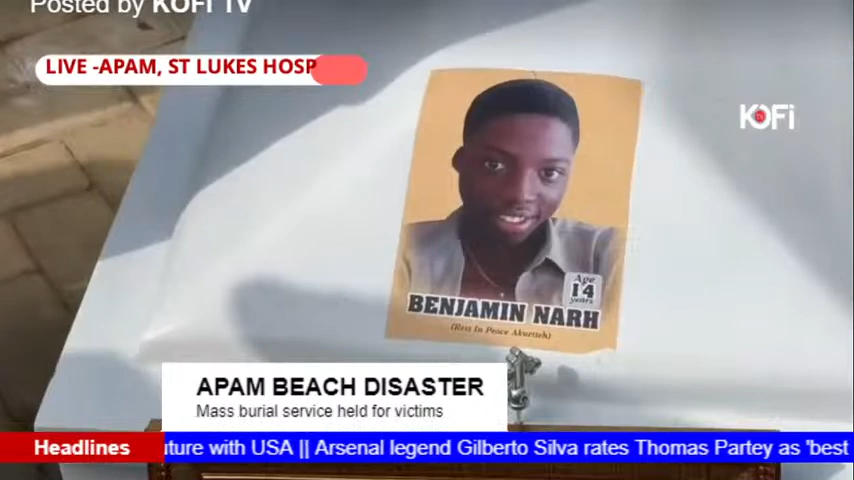 Posted by KOFI TV
LIVE -APAM, ST LUKES HOSP
KOFi
TV
Age
14
years
BENJAMIN NARH
(Rest In Peace Akwetteh)
APAM BEACH DISASTER
Mass burial service held for victims
Headlines
uture with USA || Arsenal legend Gilberto Silva rates Thomas Partey as 'best